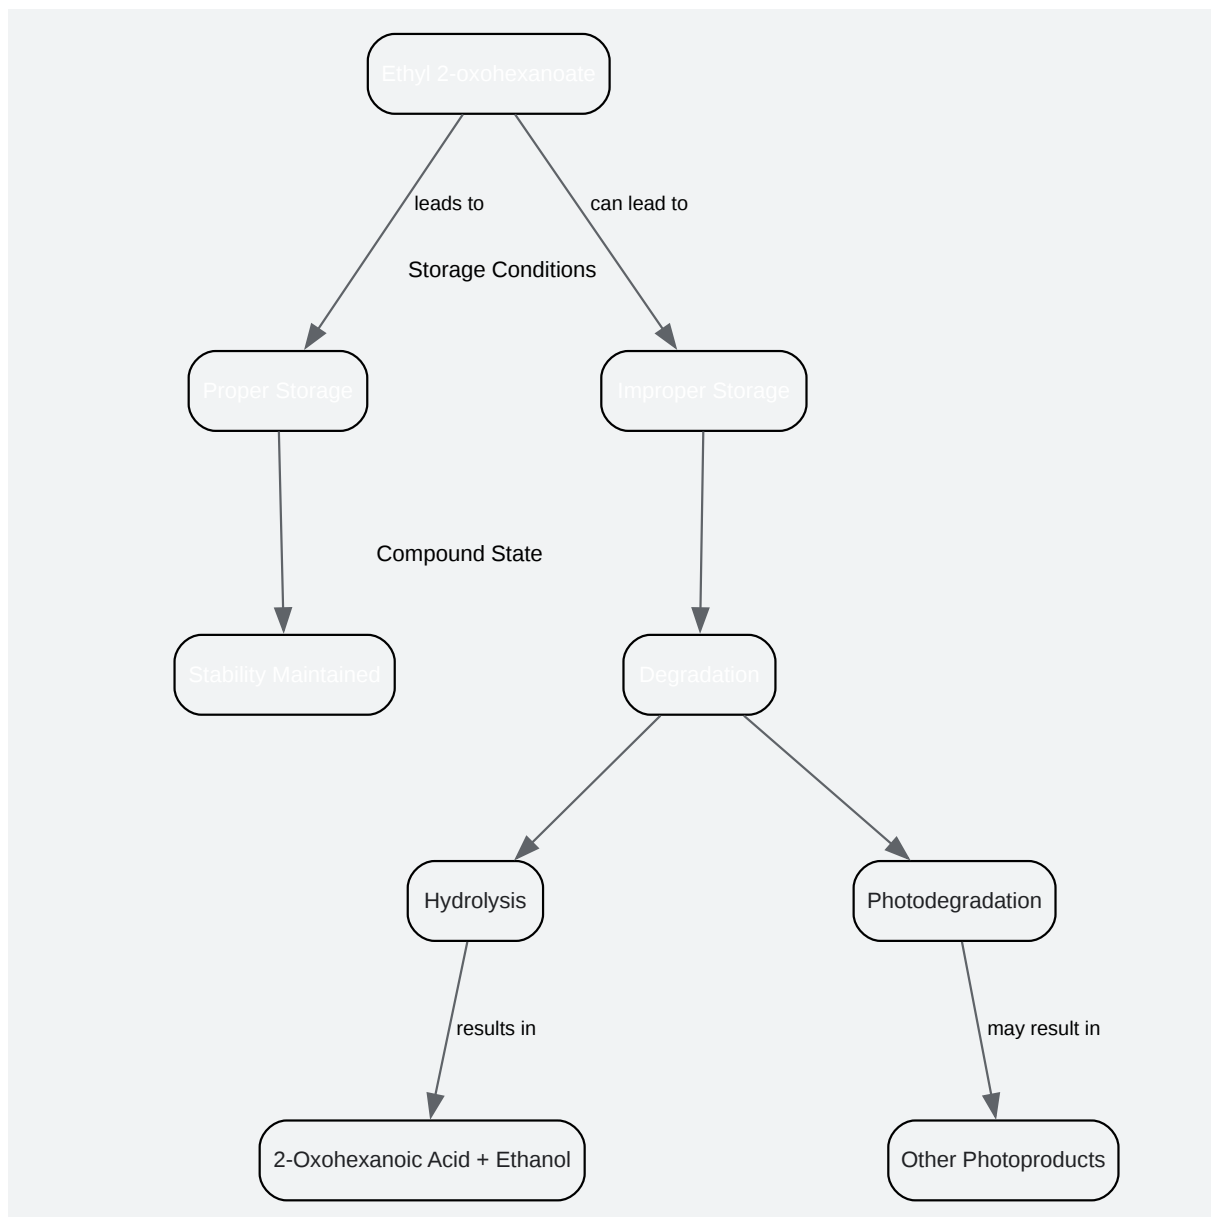 Ethyl 2-oxohexanoate
leads to
can lead to
Storage Conditions
Proper Storage
Improper Storage
Compound State
Stability Maintained
Degradation
Hydrolysis
Photodegradation
results in
may result in
2-Oxohexanoic Acid + Ethanol
Other Photoproducts